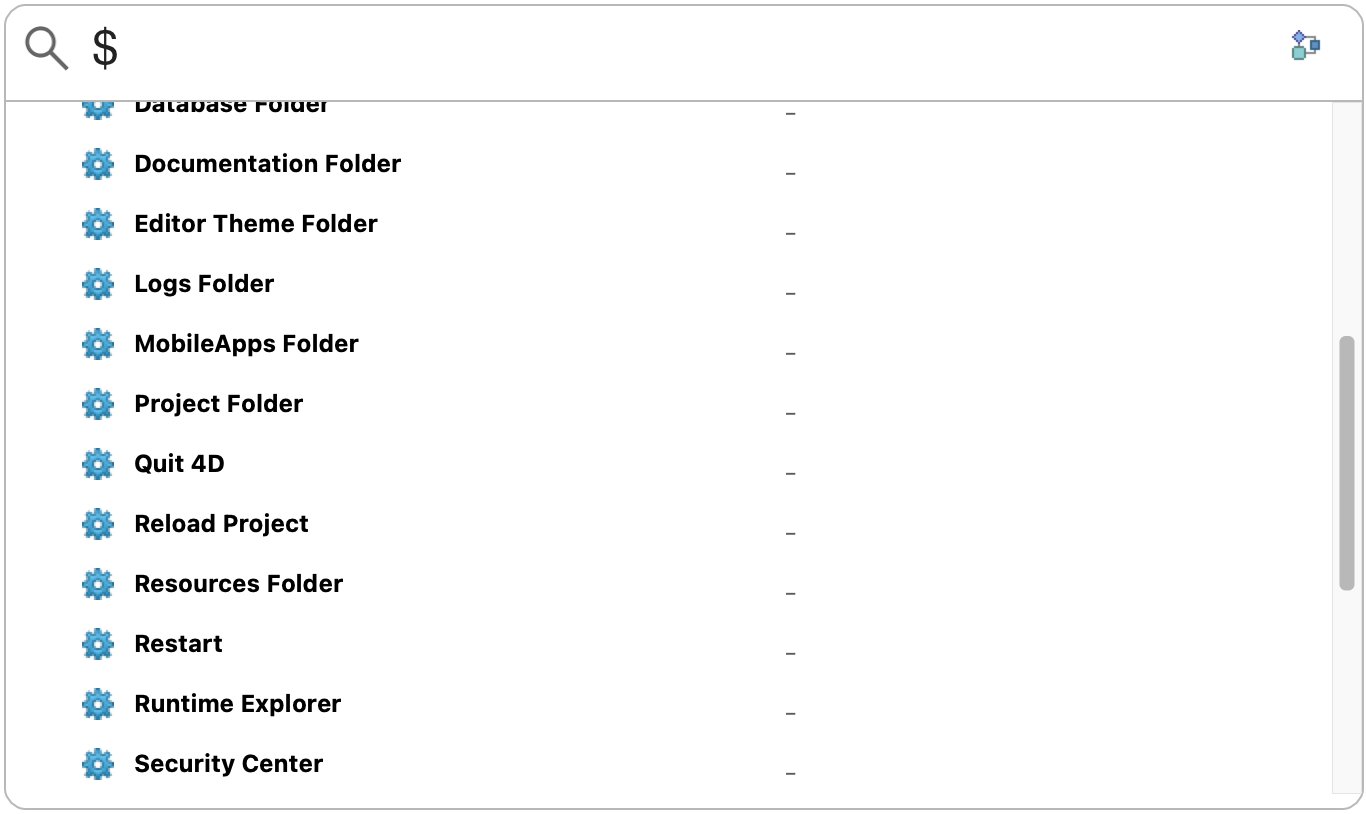 $
Database Folder _
Documentation Folder _
Editor Theme Folder _
Logs Folder _
MobileApps Folder _
Project Folder _
Quit 4D _
Reload Project _
Resources Folder _
Restart _
Runtime Explorer _
Security Center _